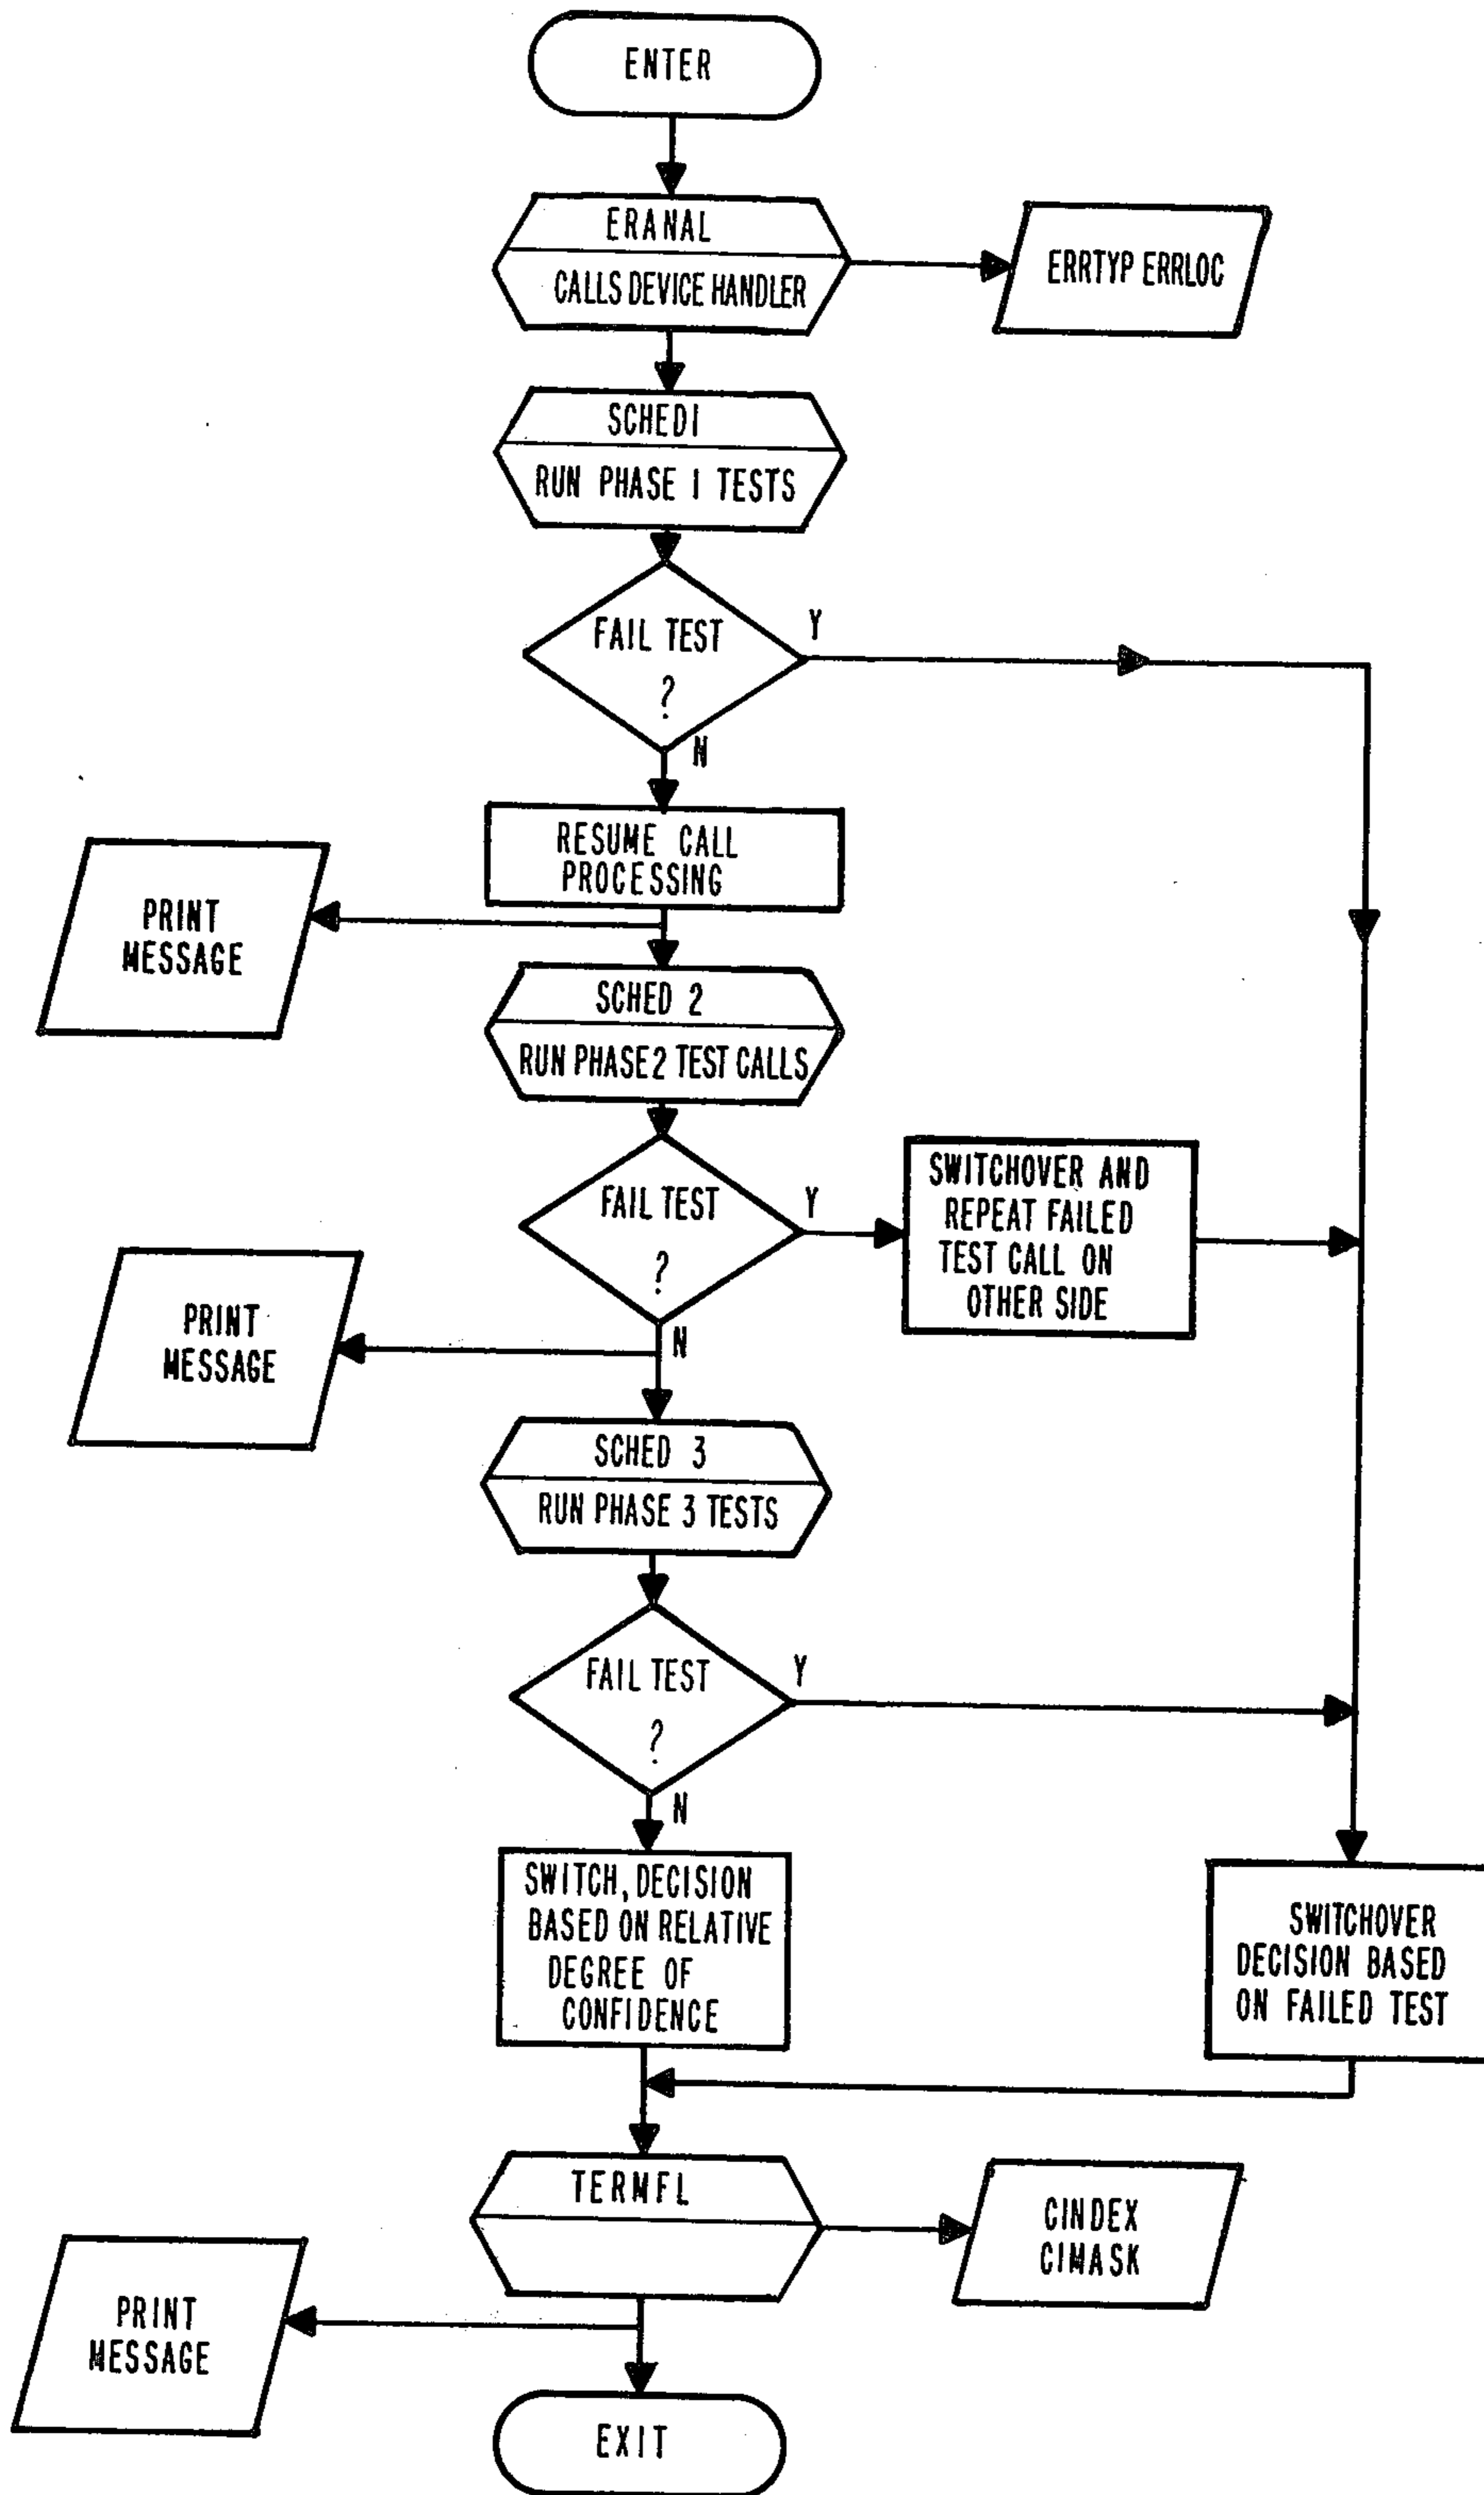 ENTER
ERANAL
CALLS DEVICE HANDLER
ERRTYP ERRLOC
SCHED1
RUN PHASE 1 TESTS
FAIL TEST
?
Y
N
RESUME CALL
PROCESSING
PRINT
MESSAGE
SCHED 2
RUN PHASE 2 TEST CALLS
FAIL TEST
?
Y
SWITCHOVER AND
REPEAT FAILED
TEST CALL ON
OTHER SIDE
N
PRINT
MESSAGE
SCHED 3
RUN PHASE 3 TESTS
FAIL TEST
?
Y
N
SWITCH, DECISION
BASED ON RELATIVE
DEGREE OF
CONFIDENCE
SWITCHOVER
DECISION BASED
ON FAILED TEST
TERMFL
CINDEX
CIMASK
PRINT
MESSAGE
EXIT